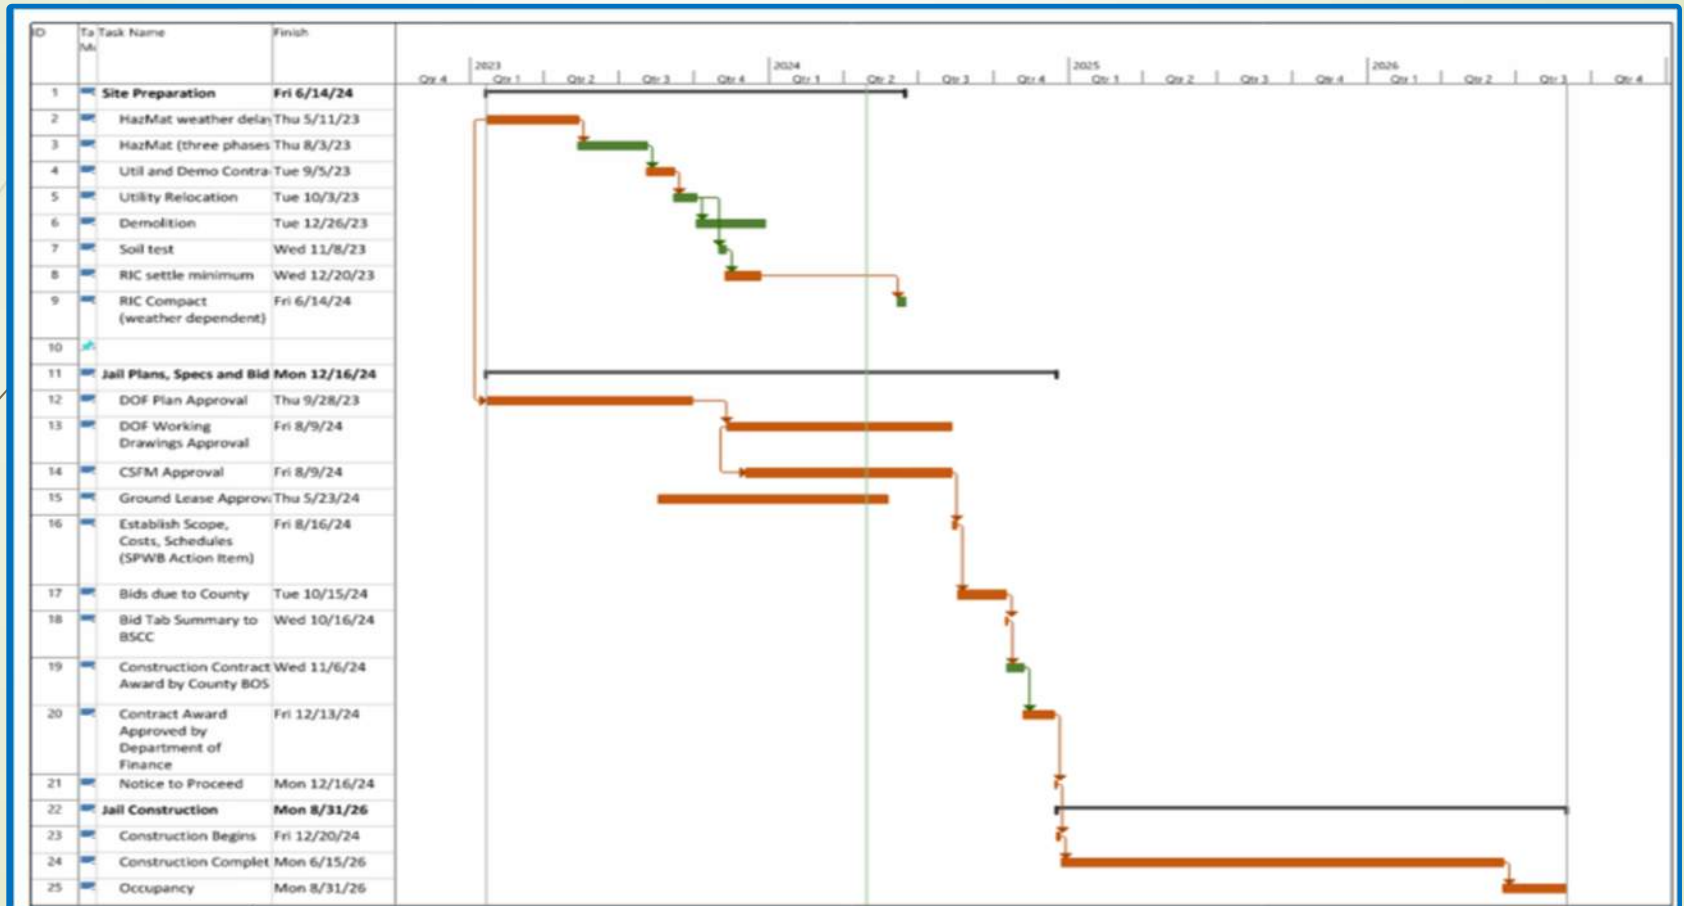 ID Ta Task Name Finish
Mo
2023 2024 2025 2026
Qtr 4 Qtr 1 Qtr 2 Qtr 3 Qtr 4 Qtr 1 Qtr 2 Qtr 3 Qtr 4 Qtr 1 Qtr 2 Qtr 3 Qtr 4 Qtr 1 Qtr 2 Qtr 3 Qtr 4
1 Site Preparation Fri 6/14/24
2 HazMat weather delay Thu 5/11/23
3 HazMat (three phases Thu 8/3/23
4 Util and Demo Contra Tue 9/5/23
5 Utility Relocation Tue 10/3/23
6 Demolition Tue 12/26/23
7 Soil test Wed 11/8/23
8 RIC settle minimum Wed 12/20/23
9 RIC Compact Fri 6/14/24
(weather dependent)
10
11 Jail Plans, Specs and Bid Mon 12/16/24
12 DOF Plan Approval Thu 9/28/23
13 DOF Working Fri 8/9/24
Drawings Approval
14 CSFM Approval Fri 8/9/24
15 Ground Lease Approva Thu 5/23/24
16 Establish Scope, Fri 8/16/24
Costs, Schedules
(SPWB Action Item)
17 Bids due to County Tue 10/15/24
18 Bid Tab Summary to Wed 10/16/24
BSCC
19 Construction Contract Wed 11/6/24
Award by County BOS
20 Contract Award Fri 12/13/24
Approved by
Department of
Finance
21 Notice to Proceed Mon 12/16/24
22 Jail Construction Mon 8/31/26
23 Construction Begins Fri 12/20/24
24 Construction Complet Mon 6/15/26
25 Occupancy Mon 8/31/26